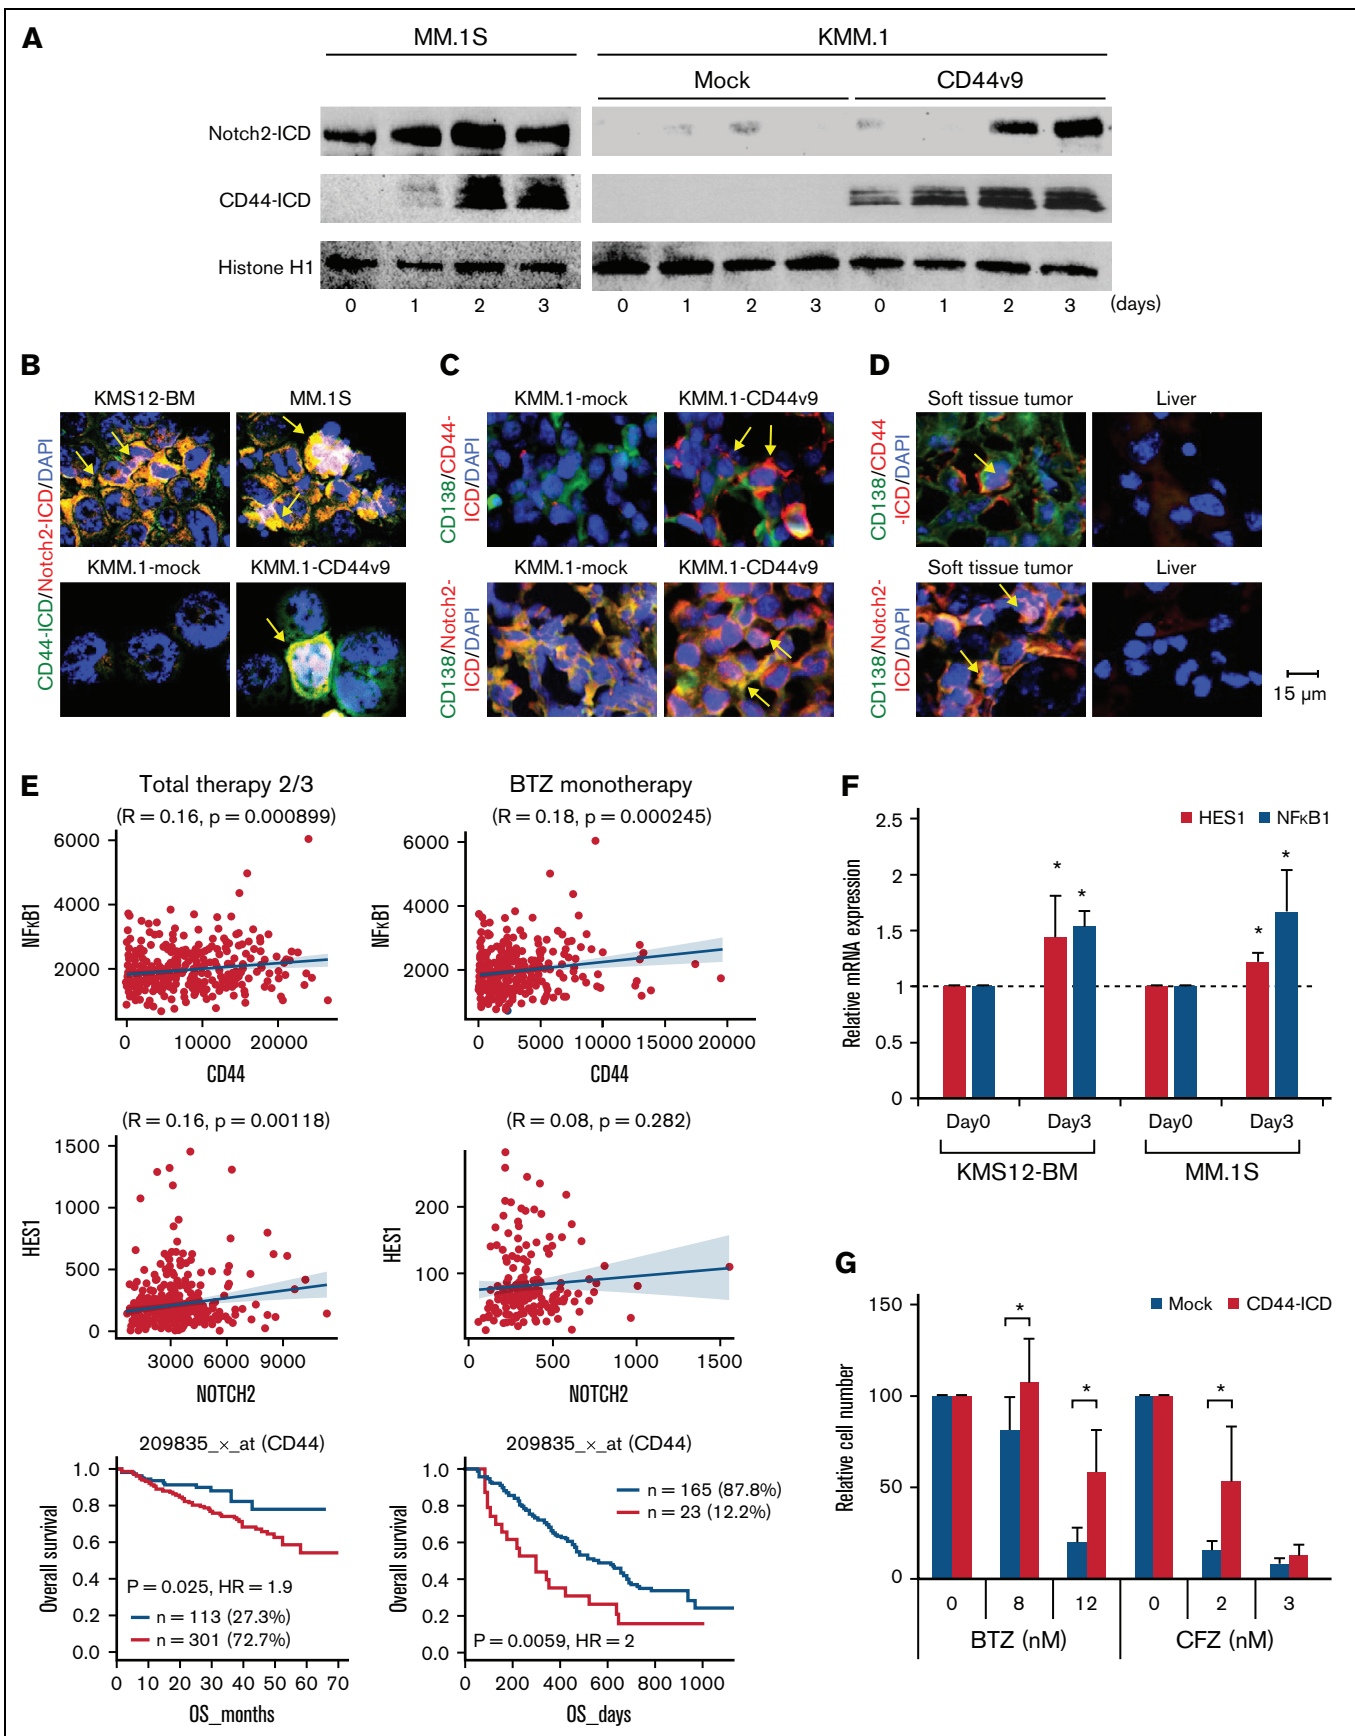 A
MM.1S
KMM.1
Mock
CD44v9
Notch2-ICD
CD44-ICD
Histone H1
0 1 2 3 0 1 2 3 0 1 2 3 (days)
B
KMS12-BM
MM.1S
KMM.1-mock
KMM.1-CD44v9
CD44-ICD/Notch2-ICD/DAPI
C
KMM.1-mock
KMM.1-CD44v9
CD138/CD44-
ICD/DAPI
KMM.1-mock
KMM.1-CD44v9
CD138/Notch2-
ICD/DAPI
D
Soft tissue tumor
Liver
CD138/CD44
-ICD/DAPI
Soft tissue tumor
Liver
CD138/Notch2-
ICD/DAPI
15 μm
E
Total therapy 2/3
(R = 0.16, p = 0.000899)
6000
4000
2000
NFκB1
0 10000 20000
CD44
BTZ monotherapy
(R = 0.18, p = 0.000245)
6000
4000
2000
NFκB1
0 5000 10000 15000 20000
CD44
(R = 0.16, p = 0.00118)
1500
1000
500
0
HES1
3000 6000 9000
NOTCH2
(R = 0.08, p = 0.282)
200
100
HES1
0 500 1000 1500
NOTCH2
209835_×_at (CD44)
1.0
0.8
0.6
0.4
0.2
0.0
Overall survival
P = 0.025, HR = 1.9
n = 113 (27.3%)
n = 301 (72.7%)
0 10 20 30 40 50 60 70
OS_months
209835_×_at (CD44)
1.0
0.8
0.6
0.4
0.2
0.0
Overall survival
n = 165 (87.8%)
n = 23 (12.2%)
P = 0.0059, HR = 2
0 200 400 600 800 1000
OS_days
F
HES1 NFκB1
2.5
2
1.5
1
0.5
0
Relative mRNA expression
* * * *
Day0 Day3 Day0 Day3
KMS12-BM MM.1S
G
Mock CD44-ICD
150
100
50
0
Relative cell number
* * *
0 8 12 0 2 3
BTZ (nM) CFZ (nM)